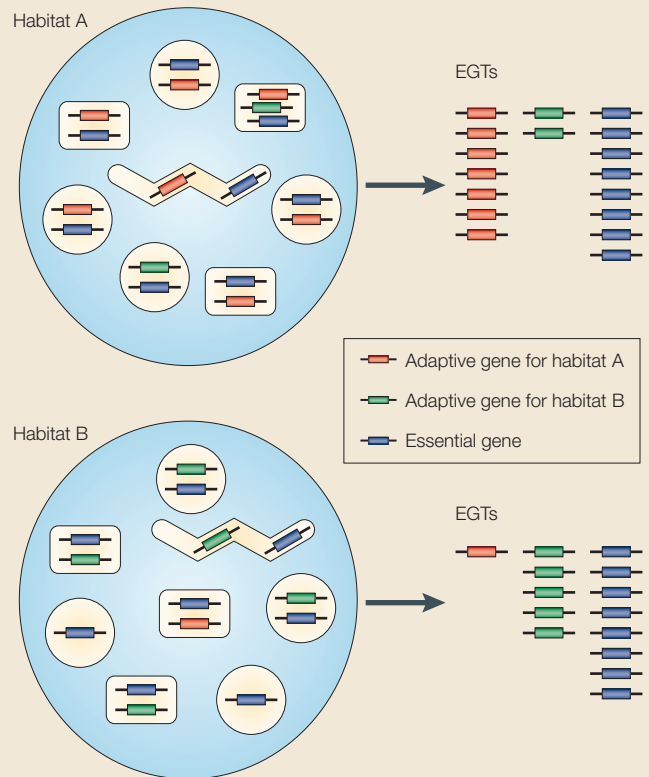 Habitat A
EGTs
Adaptive gene for habitat A
Adaptive gene for habitat B
Essential gene
Habitat B
EGTs